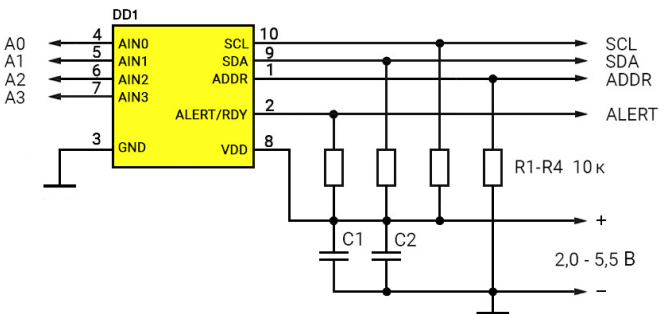 DD1
A0 4 AIN0 SCL 10 SCL
A1 5 AIN1 SDA 9 SDA
A2 6 AIN2 ADDR 1 ADDR
A3 7 AIN3
ALERT/RDY 2 ALERT
3 GND VDD 8
R1-R4 10 к
+
C1 C2
2,0 - 5,5 В
−